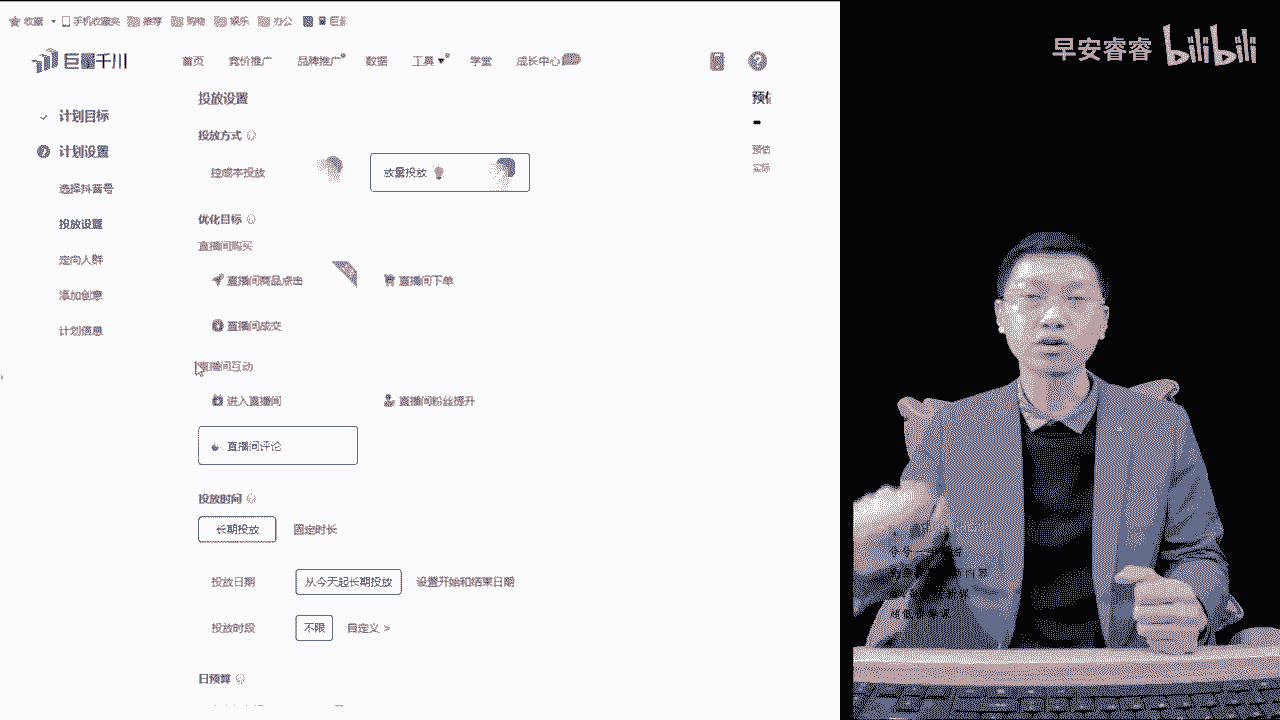 收藏 手机收藏夹 推荐 购物 娱乐 办公
巨量千川 首页 竞价推广 品牌推广 数据 工具 学堂 成长中心
早安睿睿 bilibili
计划目标
计划设置
选择抖音号
投放设置
定向人群
添加创意
计划信息
投放设置
投放方式
控成本投放 放量投放
优化目标
直播间购买
直播间商品点击 直播间下单
直播间成交
直播间互动
进入直播间 直播间粉丝提升
直播间评论
投放时间
长期投放 固定时长
投放日期 从今天起长期投放 设置开始和结束日期
投放时段 不限 自定义 >
日预算
预估
实际